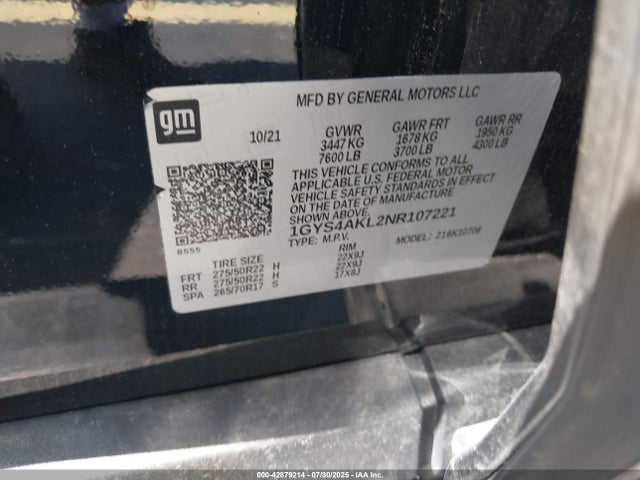 MFD BY GENERAL MOTORS LLC
gm
10/21 GVWR GAWR FRT GAWR RR
3447 KG 1678 KG 1950 KG
7600 LB 3700 LB 4300 LB
THIS VEHICLE CONFORMS TO ALL
APPLICABLE U.S. FEDERAL MOTOR
VEHICLE SAFETY STANDARDS IN EFFECT
ON THE DATE OF MANUFACTURE
SHOWN ABOVE.
1GYS4AKL2NR107221
TYPE: M.P.V. MODEL: 216K10706
8555
TIRE SIZE RIM
FRT 275/50R22 H 22X9J
RR 275/50R22 H 22X9J
SPA 265/70R17 S 17X8J
000-42879214 - 07/30/2025 - IAA, LLC.